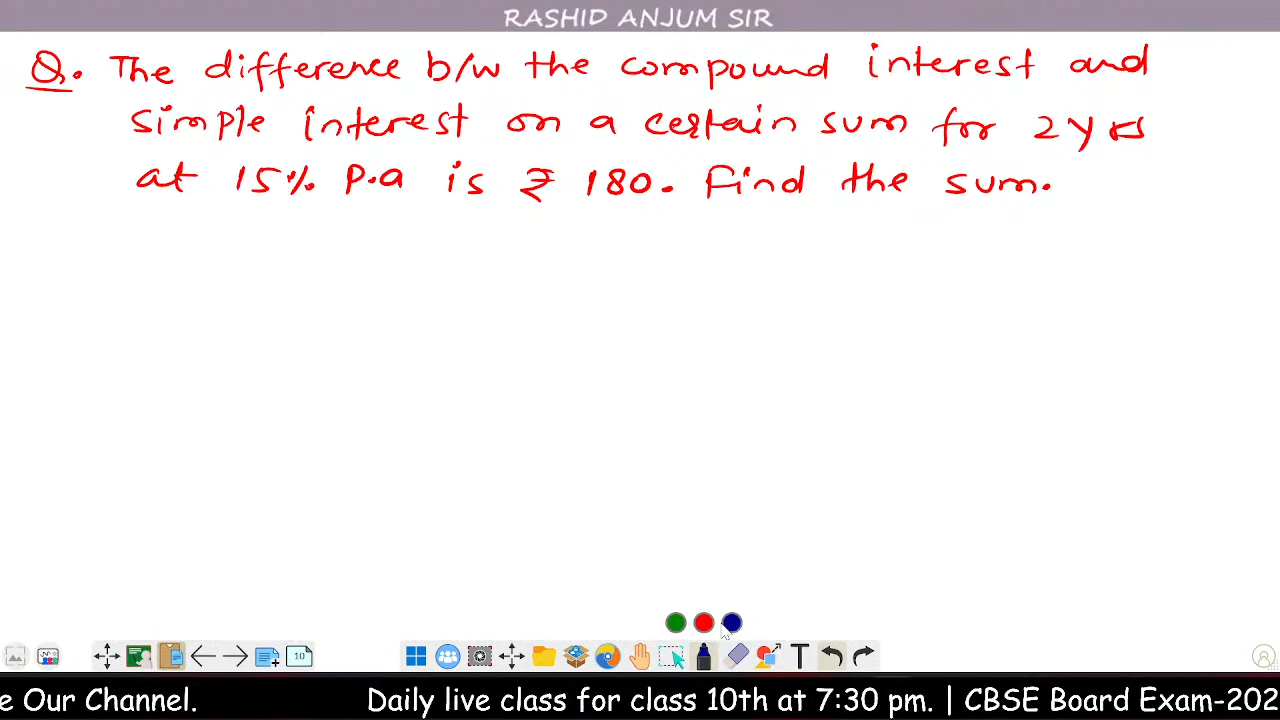 RASHID ANJUM SIR
Q. The difference b/w the compound interest and
simple interest on a certain sum for 2 yrs
at 15% P.a is ₹ 180. Find the sum.
10
T
e Our Channel. Daily live class for class 10th at 7:30 pm. | CBSE Board Exam-202